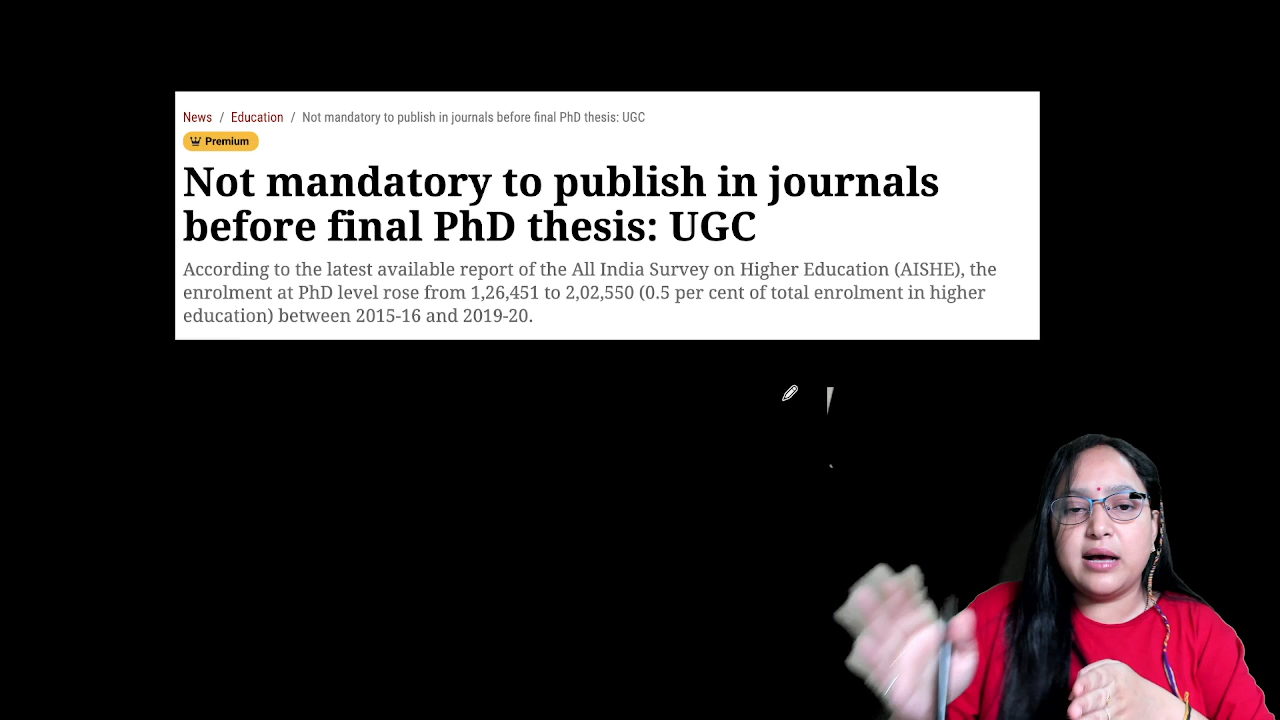 News / Education / Not mandatory to publish in journals before final PhD thesis: UGC
Premium
Not mandatory to publish in journals
before final PhD thesis: UGC
According to the latest available report of the All India Survey on Higher Education (AISHE), the
enrolment at PhD level rose from 1,26,451 to 2,02,550 (0.5 per cent of total enrolment in higher
education) between 2015-16 and 2019-20.